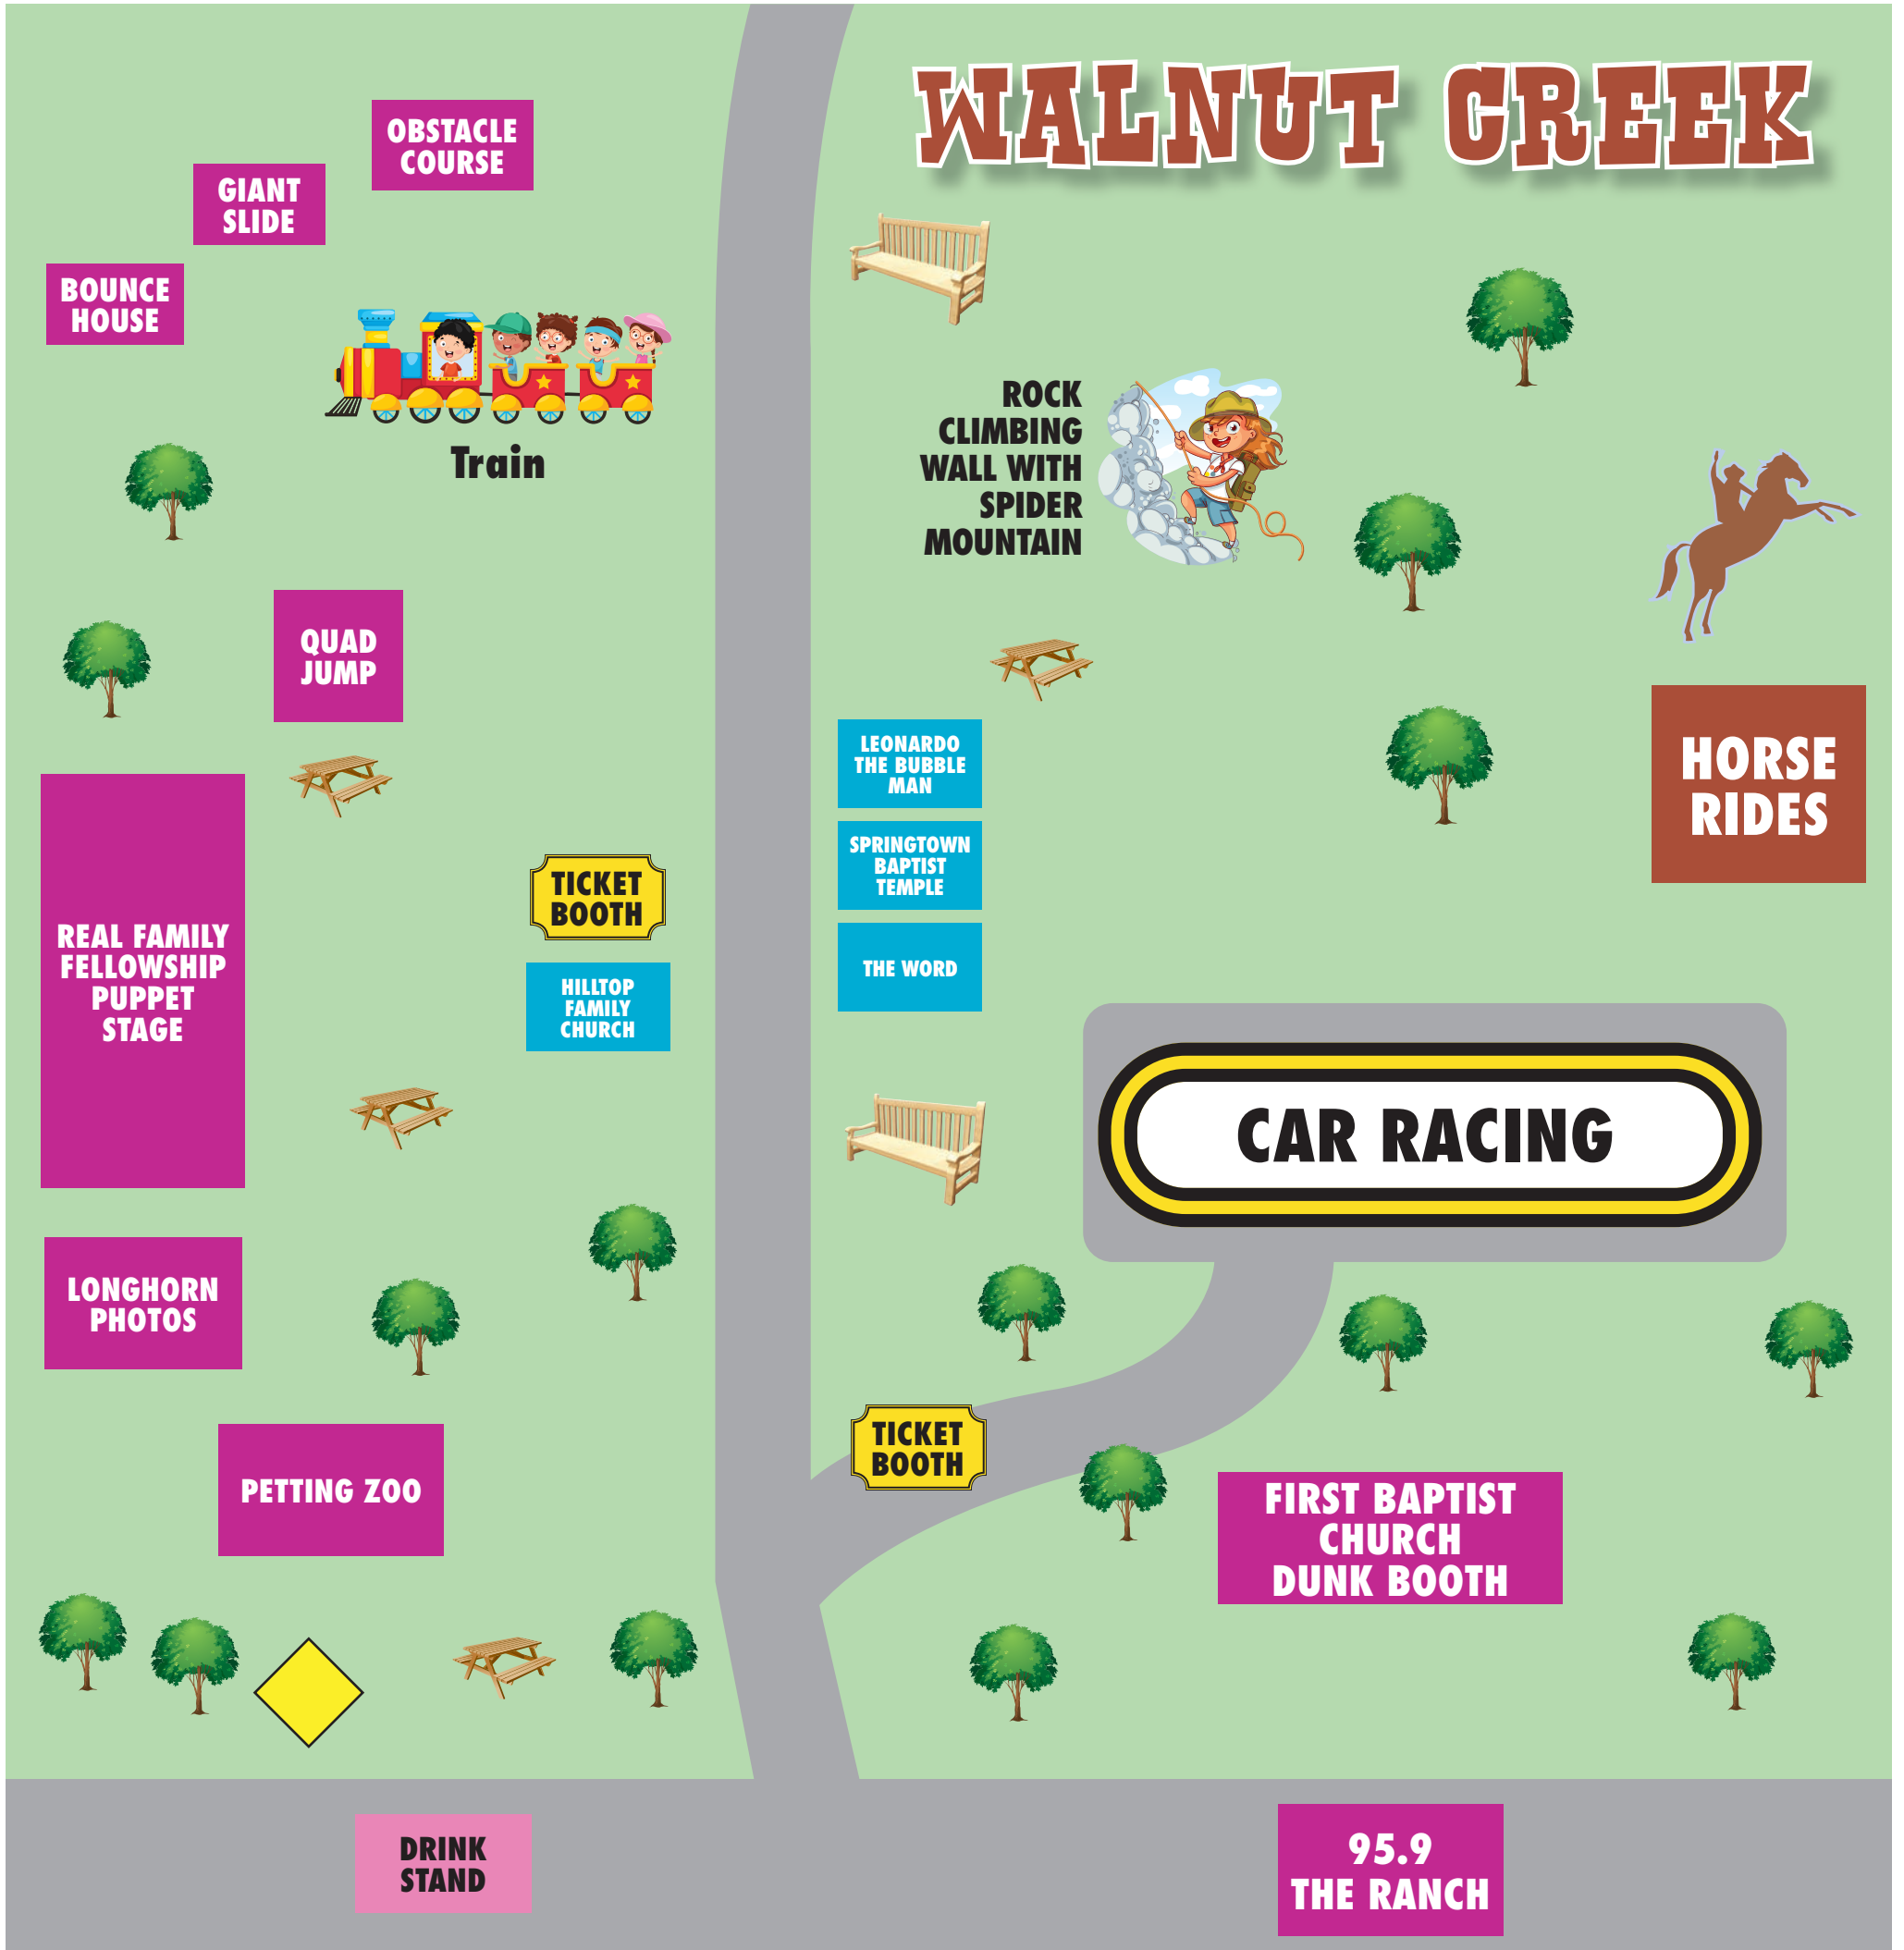 WALNUT CREEK
OBSTACLE
COURSE
GIANT
SLIDE
BOUNCE
HOUSE
Train
ROCK
CLIMBING
WALL WITH
SPIDER
MOUNTAIN
QUAD
JUMP
HORSE
RIDES
LEONARDO
THE BUBBLE
MAN
SPRINGTOWN
BAPTIST
TEMPLE
THE WORD
TICKET
BOOTH
HILLTOP
FAMILY
CHURCH
REAL FAMILY
FELLOWSHIP
PUPPET
STAGE
CAR RACING
LONGHORN
PHOTOS
TICKET
BOOTH
PETTING ZOO
FIRST BAPTIST
CHURCH
DUNK BOOTH
DRINK
STAND
95.9
THE RANCH